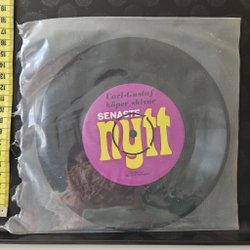 Carl-Gustaf
köper skivor
SENASTE
nytt